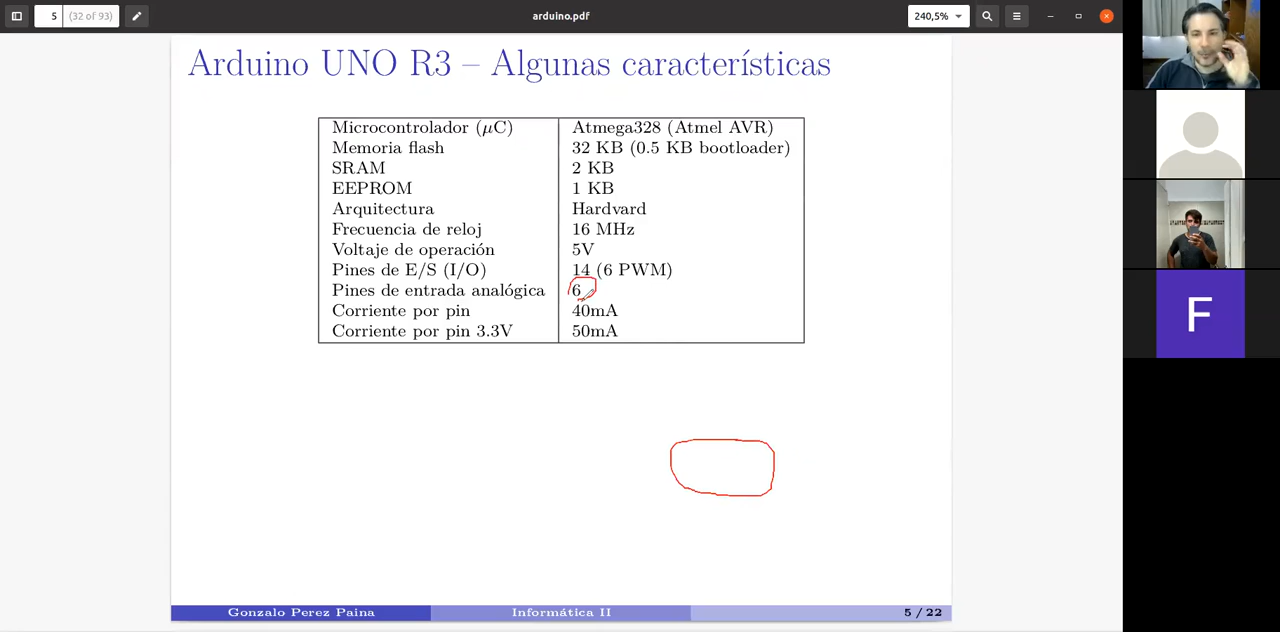 5 (32 of 93) arduino.pdf 240,5%
Arduino UNO R3 – Algunas características
Microcontrolador (μC) Atmega328 (Atmel AVR)
Memoria flash 32 KB (0.5 KB bootloader)
SRAM 2 KB
EEPROM 1 KB
Arquitectura Hardvard
Frecuencia de reloj 16 MHz
Voltaje de operación 5V
Pines de E/S (I/O) 14 (6 PWM)
Pines de entrada analógica 6
Corriente por pin 40mA
Corriente por pin 3.3V 50mA
Gonzalo Perez Paina Informática II 5 / 22
F